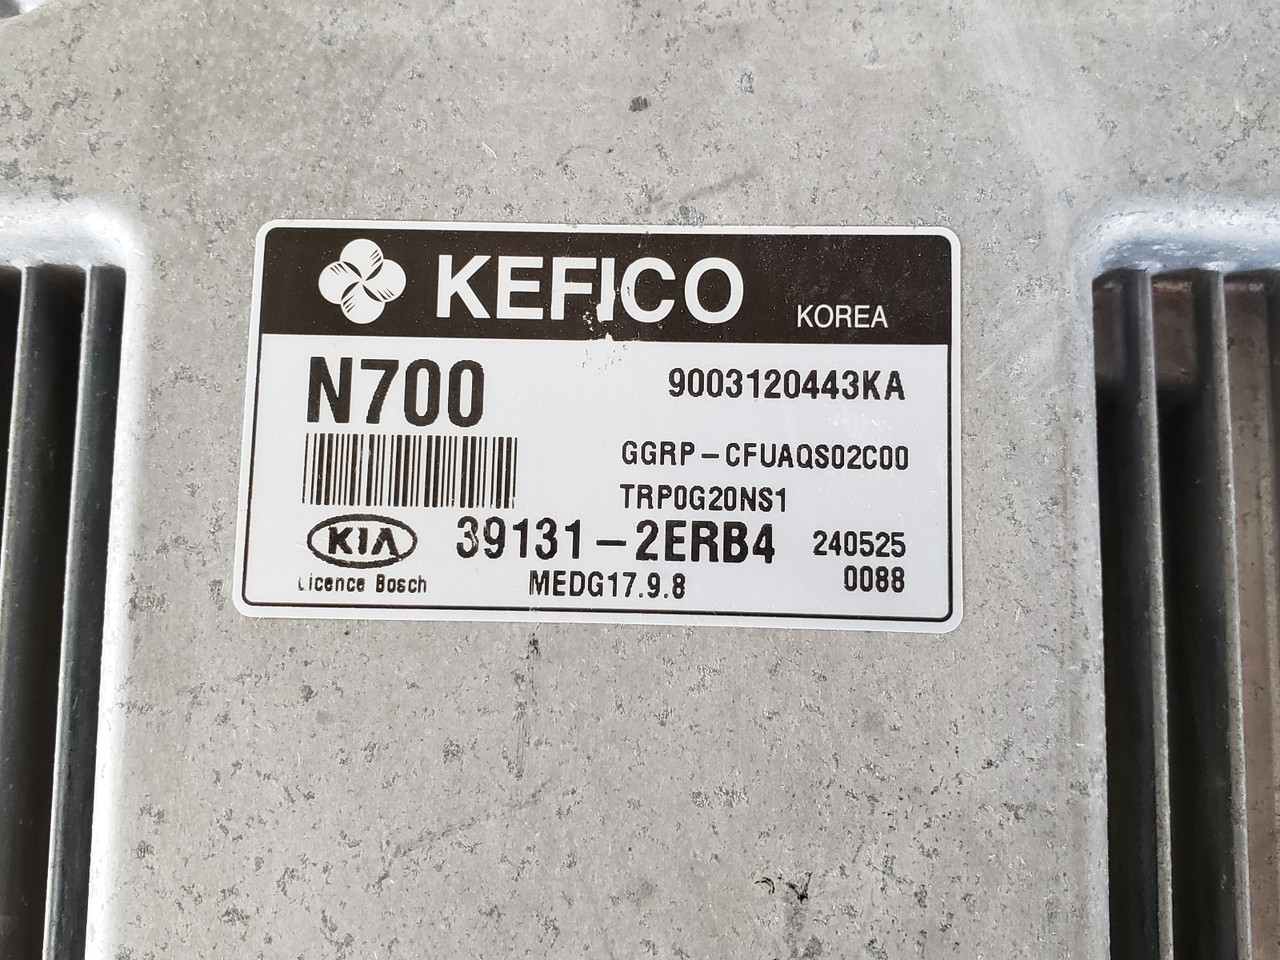 KEFICO KOREA
N700 9003120443KA
GGRP-CFUAQS02C00
TRP0G20NS1
KIA 39131-2ERB4 240525
Licence Bosch MEDG17.9.8 0088